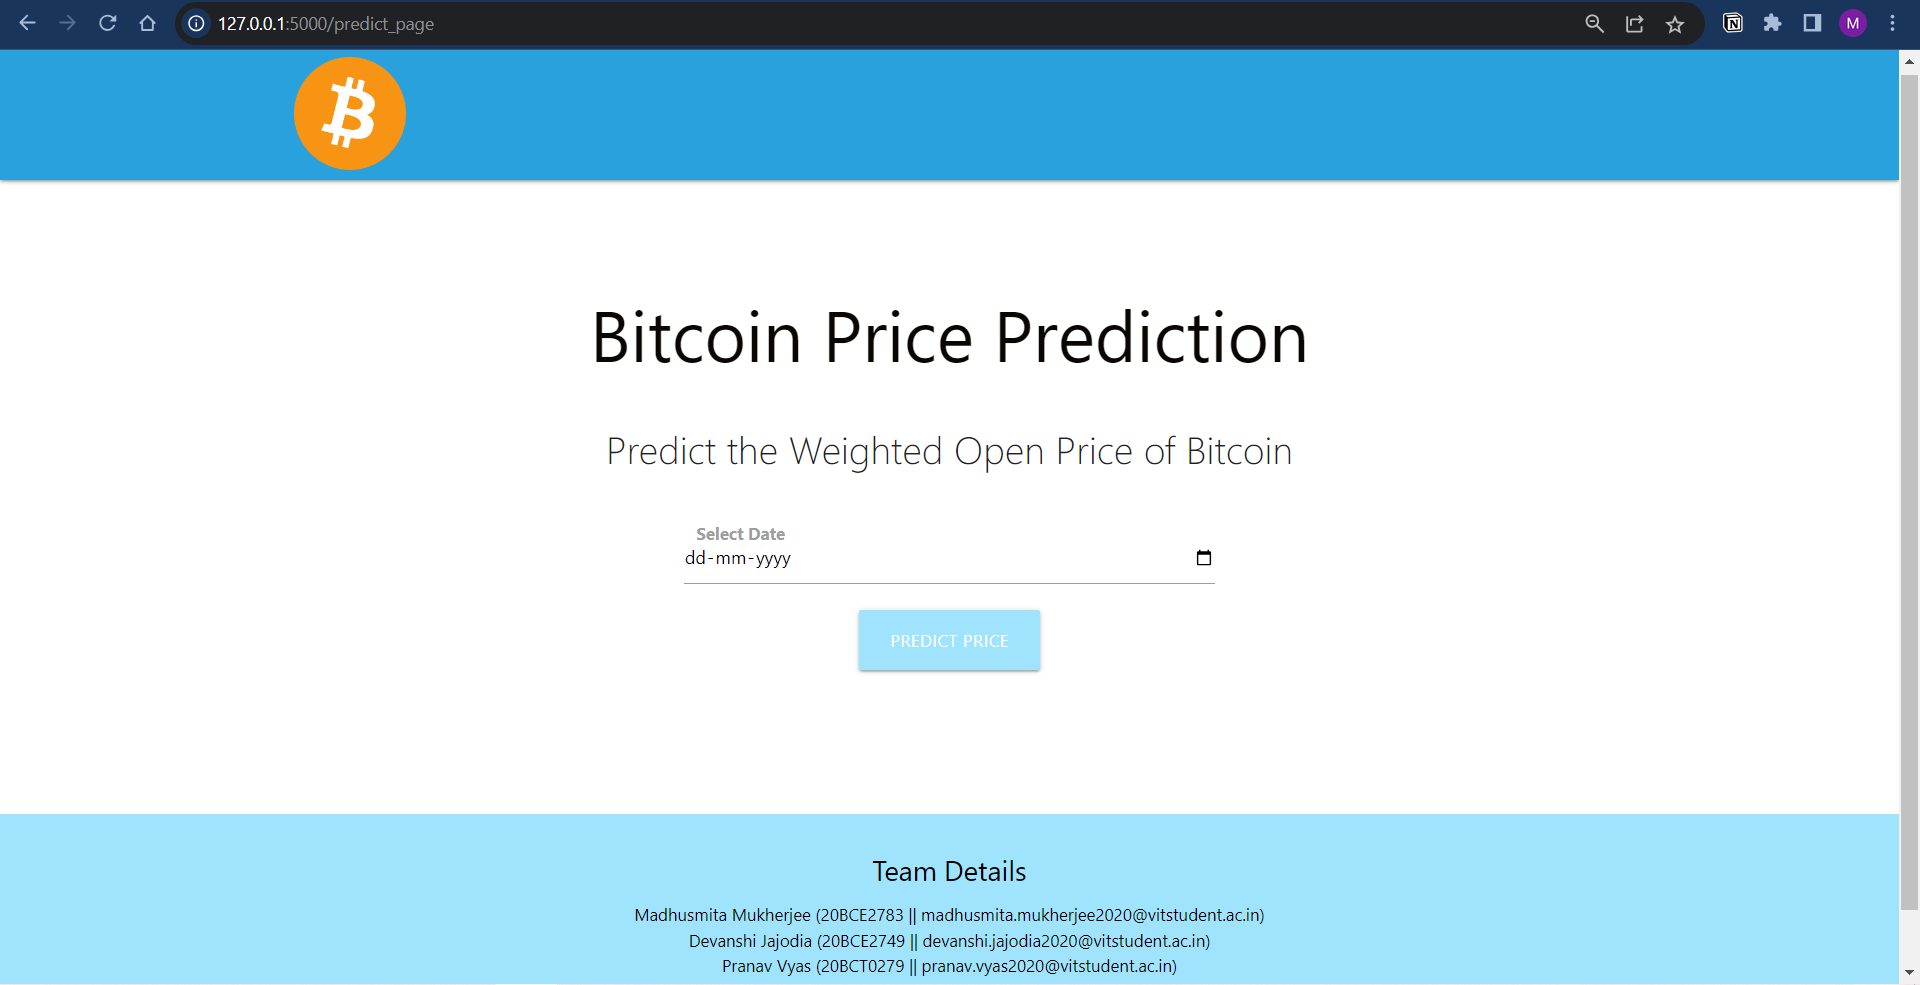 127.0.0.1:5000/predict_page
M
Bitcoin Price Prediction
Predict the Weighted Open Price of Bitcoin
Select Date
dd-mm-yyyy
PREDICT PRICE
Team Details
Madhusmita Mukherjee (20BCE2783 || madhusmita.mukherjee2020@vitstudent.ac.in)
Devanshi Jajodia (20BCE2749 || devanshi.jajodia2020@vitstudent.ac.in)
Pranav Vyas (20BCT0279 || pranav.vyas2020@vitstudent.ac.in)